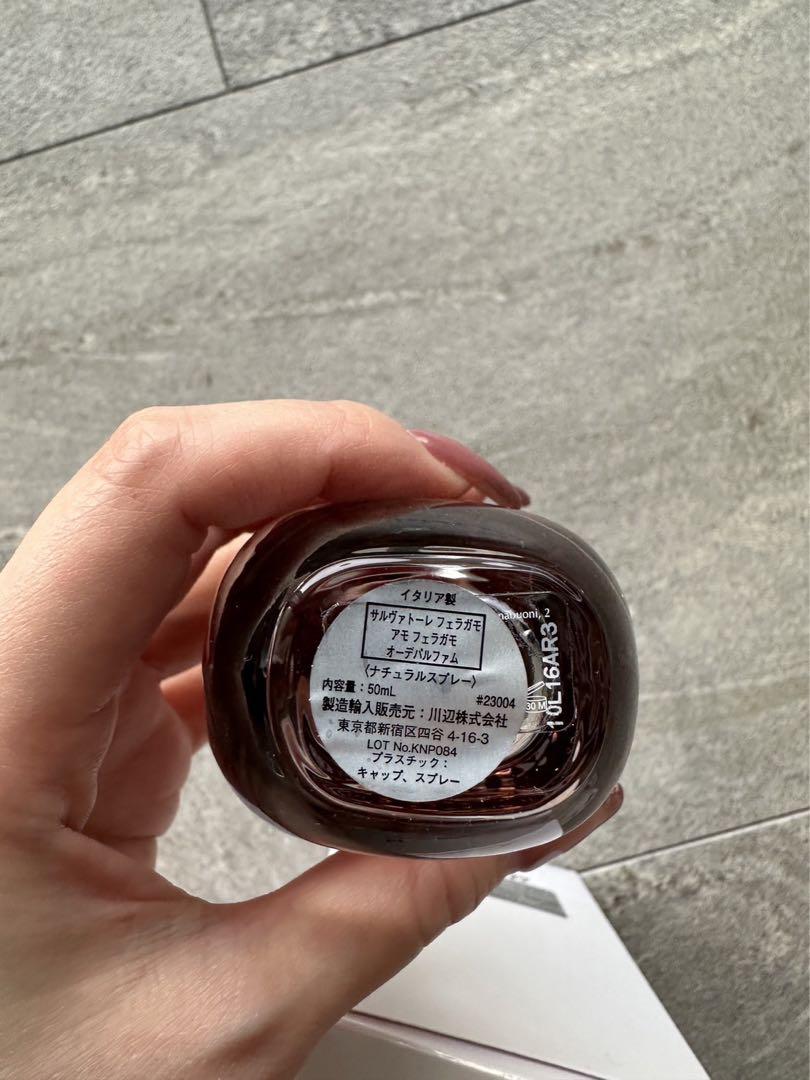 イタリア製
サルヴァトーレ フェラガモ
アモ フェラガモ
オーデパルファム
〈ナチュラルスプレー〉
内容量：50mL
#23004
製造輸入販売元：川辺株式会社
東京都新宿区四谷 4-16-3
LOT No.KNP084
プラスチック：
キャップ、スプレー
nabuoni, 2
30 M
10L16AR3